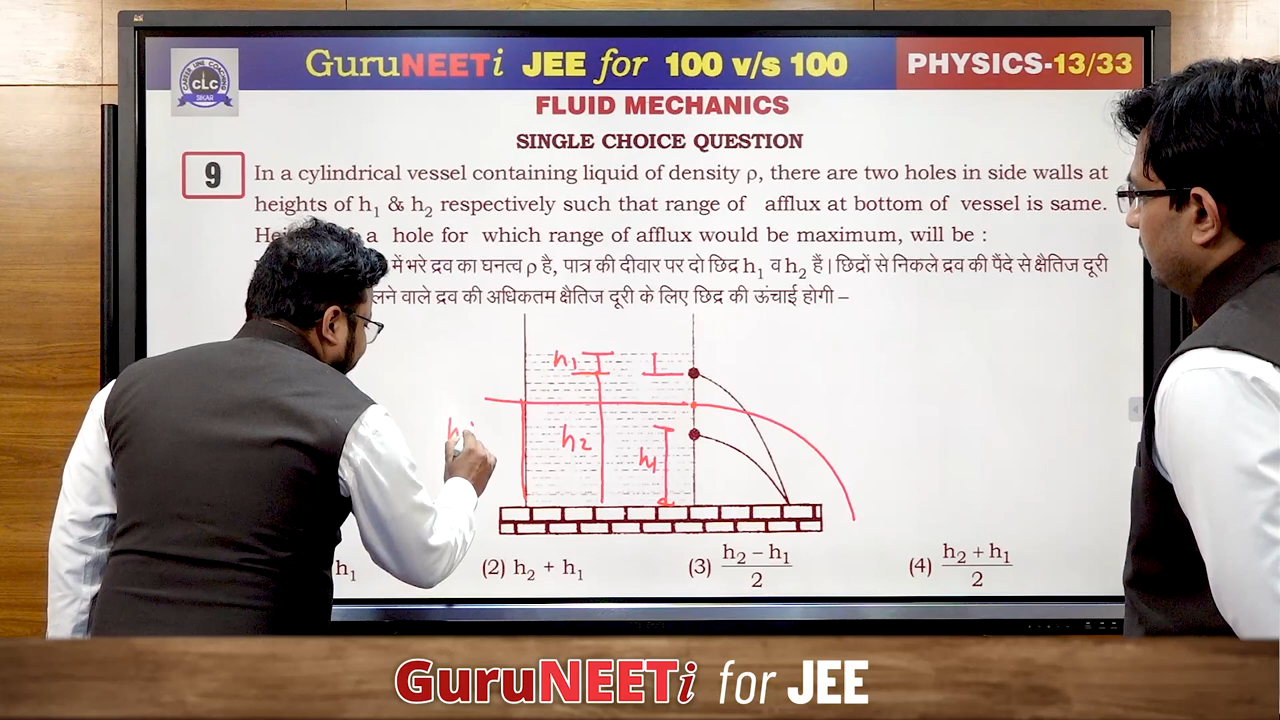 GuruNEETi JEE for 100 v/s 100
PHYSICS-13/33
CAREER LINE COACHING
CLC
SIKAR
FLUID MECHANICS
SINGLE CHOICE QUESTION
9
In a cylindrical vessel containing liquid of density ρ, there are two holes in side walls at
heights of h₁ & h₂ respectively such that range of afflux at bottom of vessel is same.
a hole for which range of afflux would be maximum, will be :
में भरे द्रव का घनत्व ρ है, पात्र की दीवार पर दो छिद्र h₁ व h₂ हैं। छिद्रों से निकले द्रव की पैंदे से क्षैतिज दूरी
वाले द्रव की अधिकतम क्षैतिज दूरी के लिए छिद्र की ऊंचाई होगी –
h₁
h₂
h₁
h
h₁
(2) h₂ + h₁
(3) (h₂ – h₁)/2
(4) (h₂ + h₁)/2
GuruNEETi for JEE